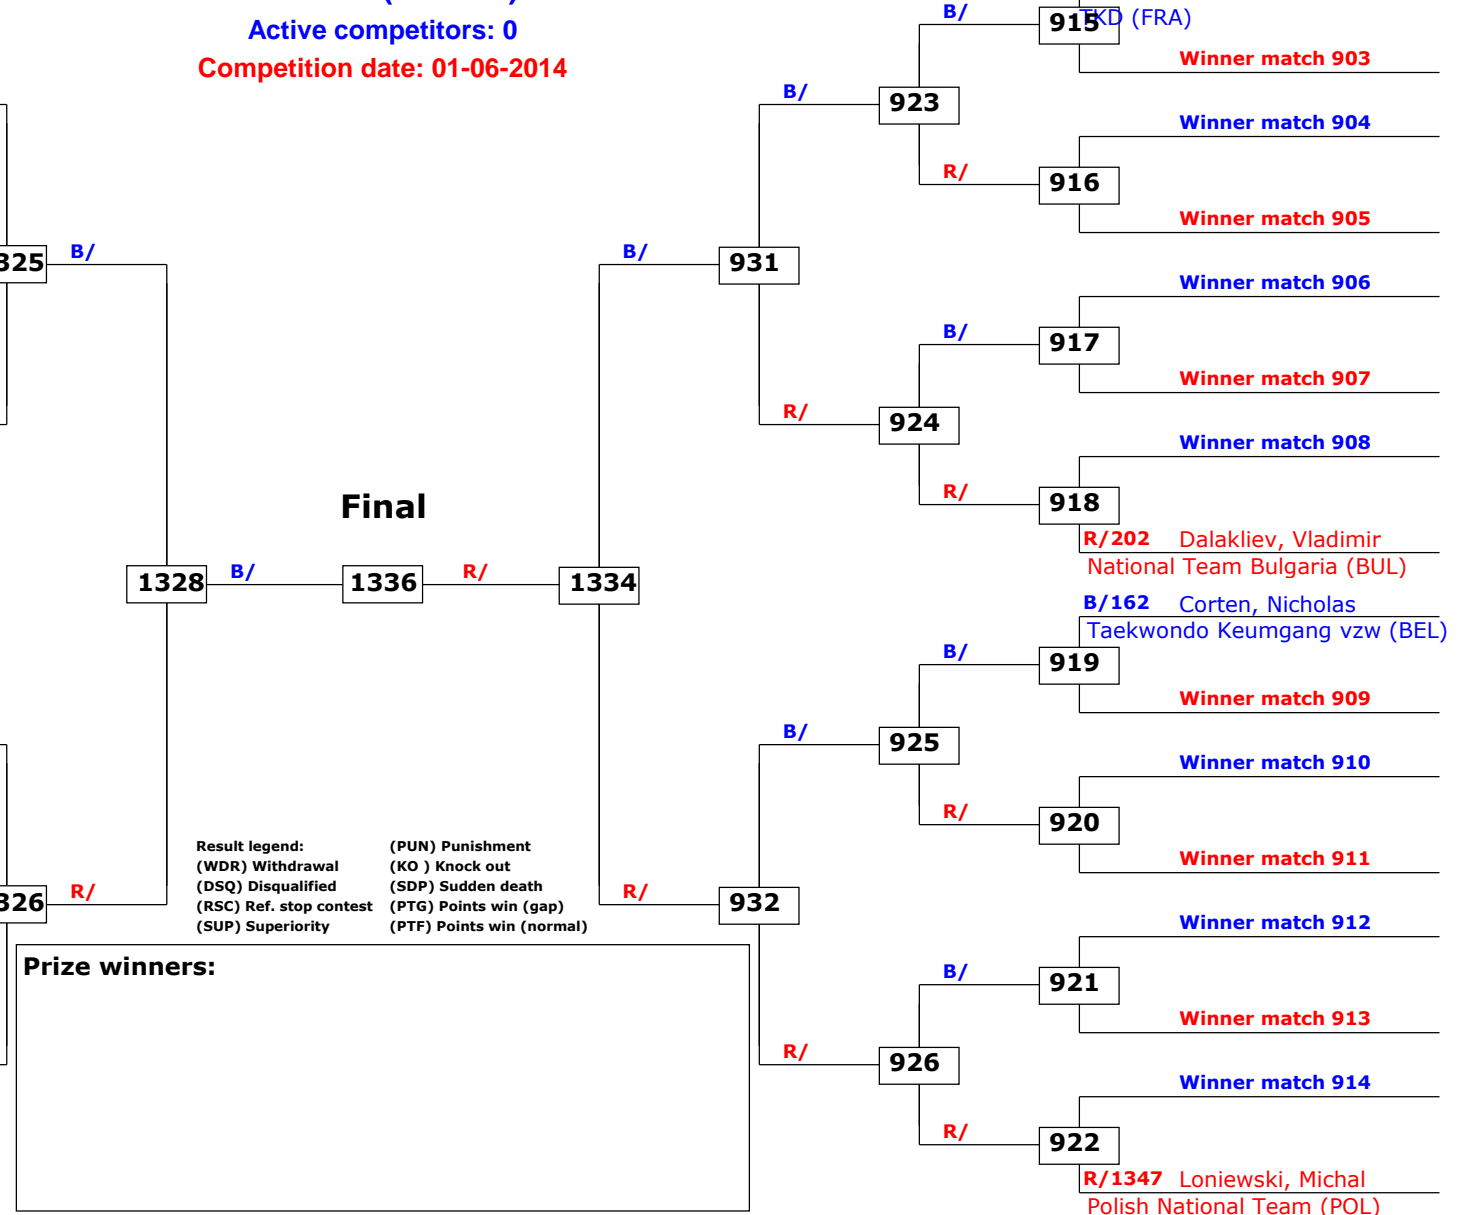 Active competitors: 0
Competition date: 01-06-2014
B/
915
TKD (FRA)
Winner match 903
B/
923
Winner match 904
R/
916
Winner match 905
325
B/
B/
931
Winner match 906
B/
917
Winner match 907
R/
924
Winner match 908
R/
918
Final
R/202 Dalakliev, Vladimir
National Team Bulgaria (BUL)
1328
B/
1336
R/
1334
B/162 Corten, Nicholas
Taekwondo Keumgang vzw (BEL)
B/
919
Winner match 909
B/
925
Winner match 910
R/
920
Winner match 911
Result legend:
(WDR) Withdrawal
(DSQ) Disqualified
(RSC) Ref. stop contest
(SUP) Superiority
(PUN) Punishment
(KO ) Knock out
(SDP) Sudden death
(PTG) Points win (gap)
(PTF) Points win (normal)
326
R/
R/
932
Winner match 912
B/
921
Winner match 913
R/
926
Winner match 914
R/
922
R/1347 Loniewski, Michal
Polish National Team (POL)
Prize winners: